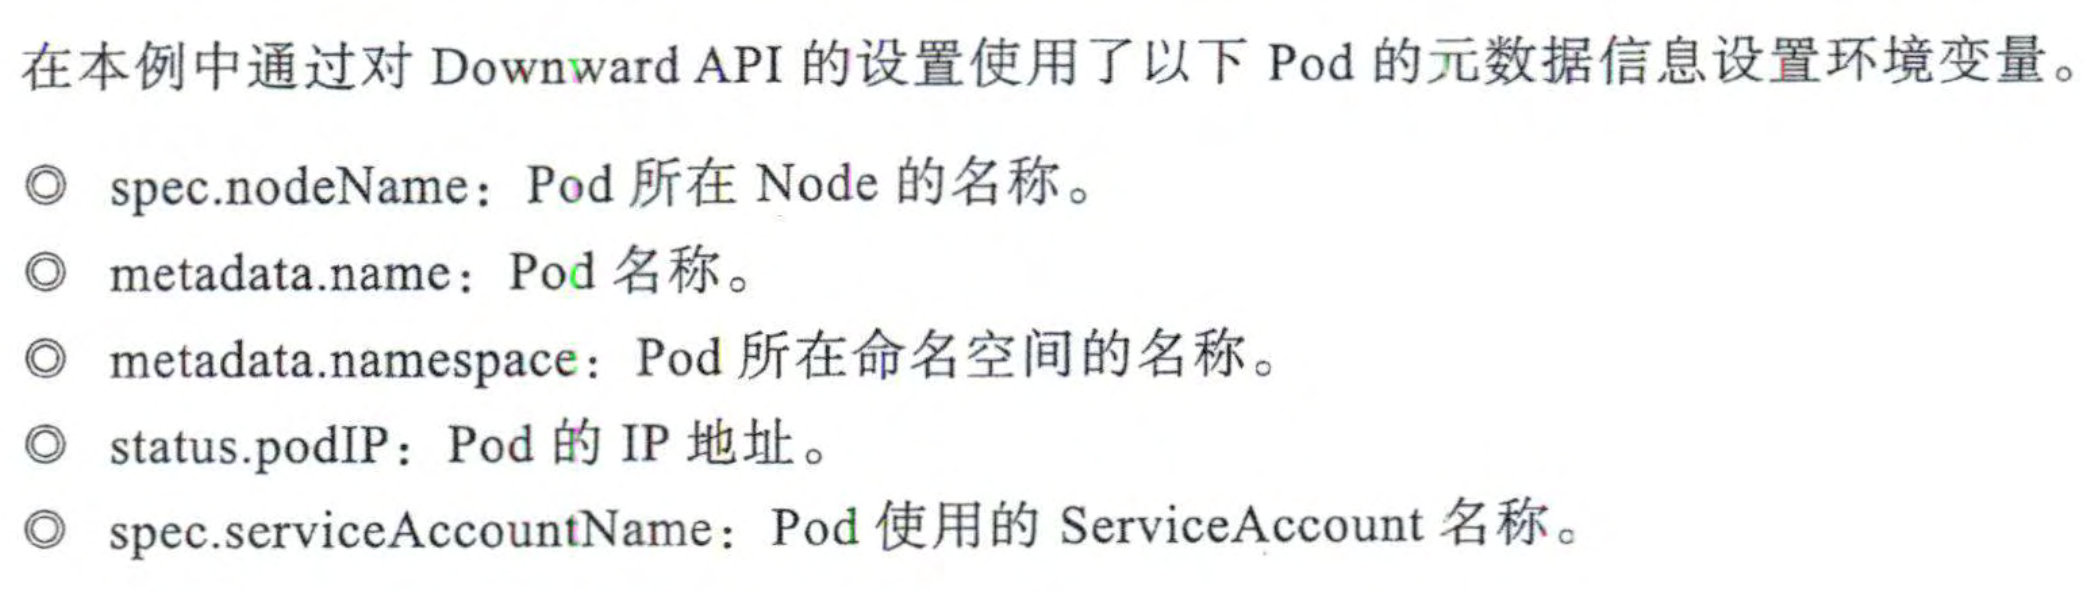 在本例中通过对 Downward API 的设置使用了以下 Pod 的元数据信息设置环境变量。
◎ spec.nodeName：Pod 所在 Node 的名称。
◎ metadata.name：Pod 名称。
◎ metadata.namespace：Pod 所在命名空间的名称。
◎ status.podIP：Pod 的 IP 地址。
◎ spec.serviceAccountName：Pod 使用的 ServiceAccount 名称。